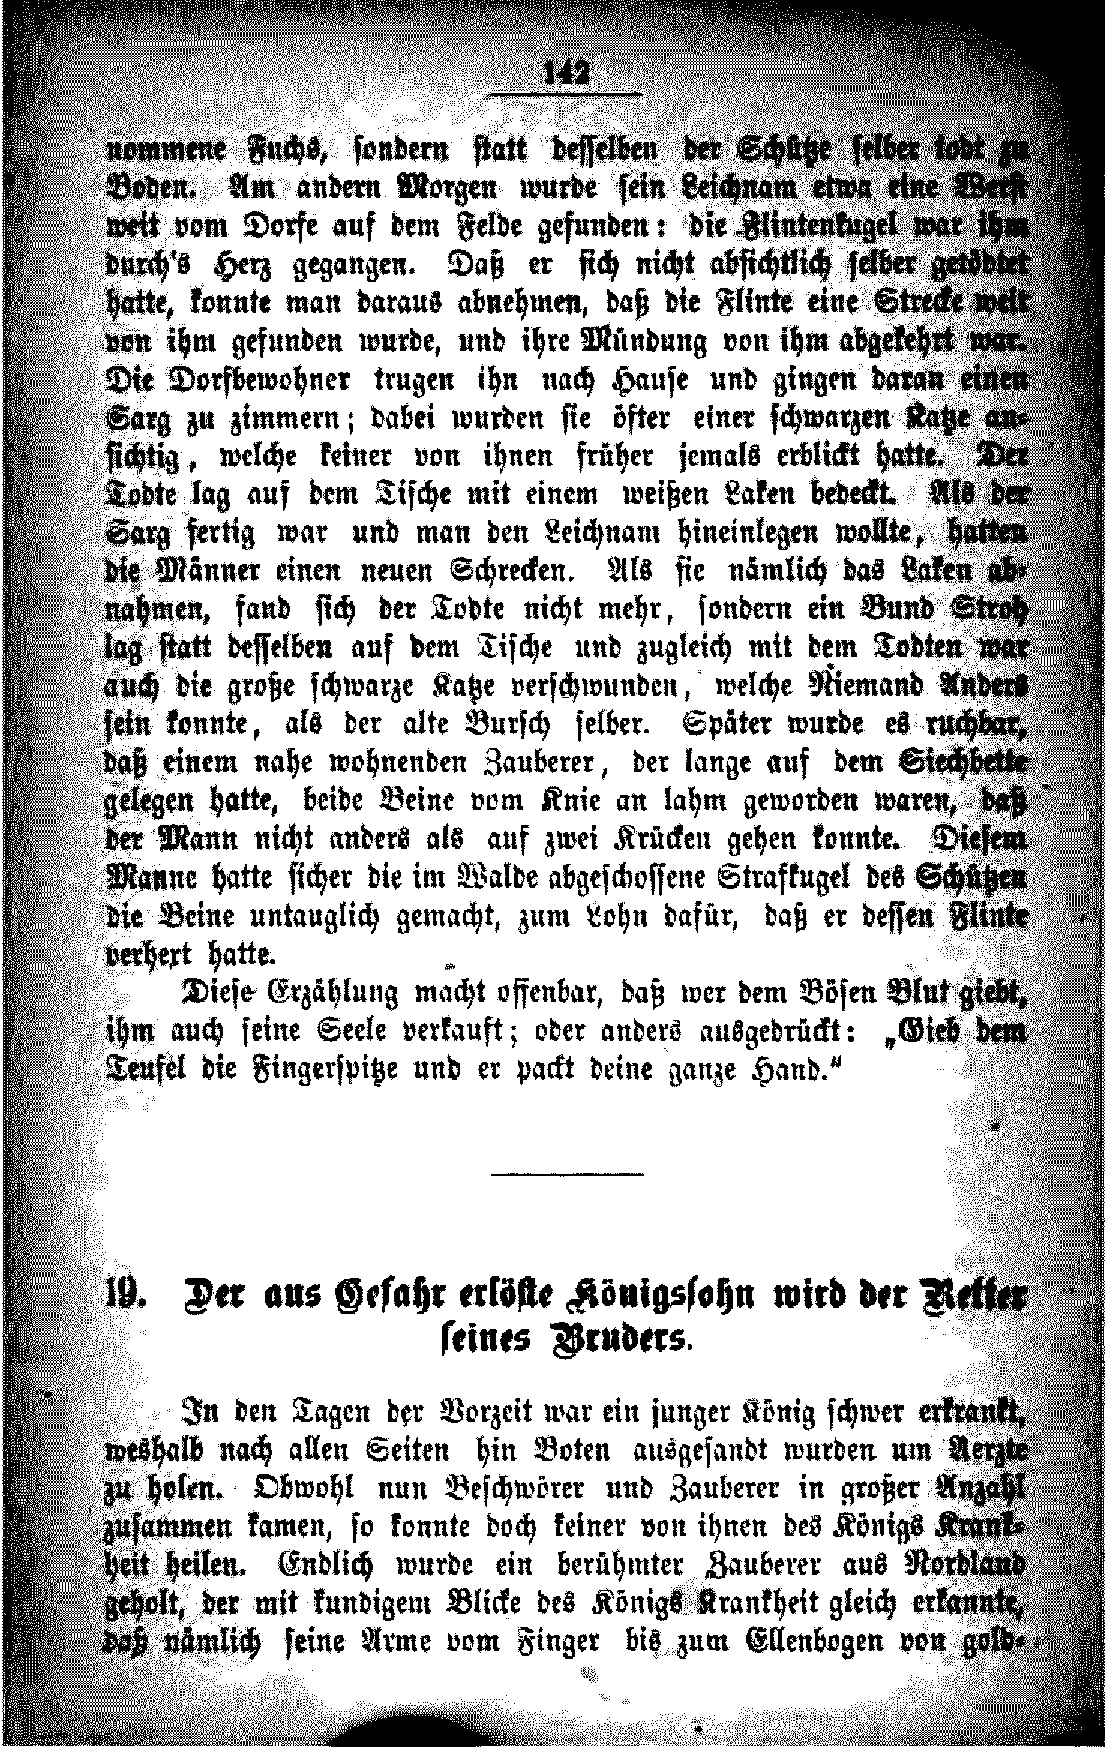 142
nommene Fuchs, sondern statt desselben der Schütze selber todt zu
Boden. Am andern Morgen wurde sein Leichnam etwa eine Werst
weit vom Dorfe auf dem Felde gefunden: die Flintenkugel war ihm
durch's Herz gegangen. Daß er sich nicht absichtlich selber getödtet
hatte, konnte man daraus abnehmen, daß die Flinte eine Strecke weit
von ihm gefunden wurde, und ihre Mündung von ihm abgekehrt war.
Die Dorfbewohner trugen ihn nach Hause und gingen daran einen
Sarg zu zimmern; dabei wurden sie öfter einer schwarzen Katze an-
sichtig, welche keiner von ihnen früher jemals erblickt hatte. Der
Todte lag auf dem Tische mit einem weißen Laken bedeckt. Als der
Sarg fertig war und man den Leichnam hineinlegen wollte, hatten
die Männer einen neuen Schrecken. Als sie nämlich das Laken ab-
nahmen, fand sich der Todte nicht mehr, sondern ein Bund Stroh
lag statt desselben auf dem Tische und zugleich mit dem Todten war
auch die große schwarze Katze verschwunden, welche Niemand Anders
sein konnte, als der alte Bursch selber. Später wurde es ruchbar,
daß einem nahe wohnenden Zauberer, der lange auf dem Siechbette
gelegen hatte, beide Beine vom Knie an lahm geworden waren, daß
der Mann nicht anders als auf zwei Krücken gehen konnte. Diesem
Manne hatte sicher die im Walde abgeschossene Strafkugel des Schützen
die Beine untauglich gemacht, zum Lohn dafür, daß er dessen Flinte
verhext hatte.
Diese Erzählung macht offenbar, daß wer dem Bösen Blut giebt,
ihm auch seine Seele verkauft; oder anders ausgedrückt: „Gieb dem
Teufel die Fingerspitze und er packt deine ganze Hand.“
19. Der aus Gefahr erlöste Königssohn wird der Retter
seines Bruders.
In den Tagen der Vorzeit war ein junger König schwer erkrankt,
weshalb nach allen Seiten hin Boten ausgesandt wurden um Aerzte
zu holen. Obwohl nun Beschwörer und Zauberer in großer Anzahl
zusammen kamen, so konnte doch keiner von ihnen des Königs Krank-
heit heilen. Endlich wurde ein berühmter Zauberer aus Nordland
geholt, der mit kundigem Blicke des Königs Krankheit gleich erkannte,
daß nämlich seine Arme vom Finger bis zum Ellenbogen von gold-